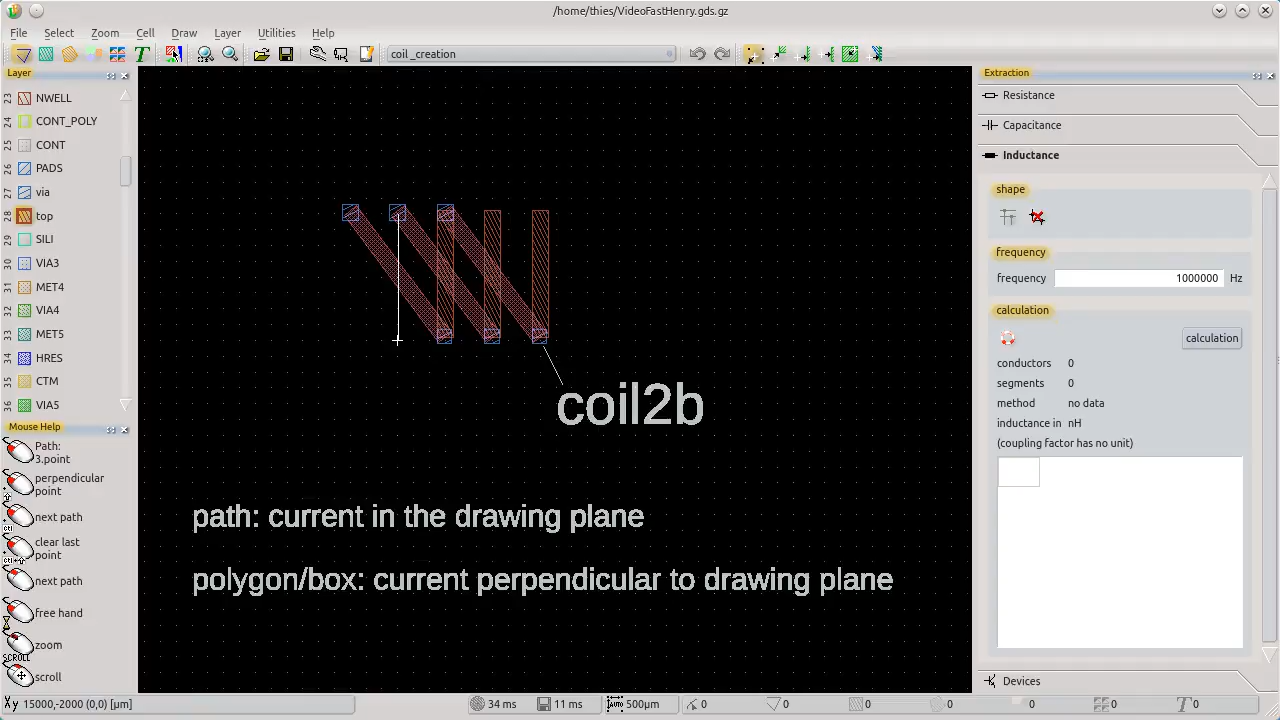 /home/thies/VideoFastHenry.gds.gz
File Select Zoom Cell Draw Layer Utilities Help
coil_creation
Layer
23 NWELL
24 CONT_POLY
25 CONT
26 PADS
27 via
28 top
29 SILI
30 VIA3
31 MET4
32 VIA4
33 MET5
34 HRES
35 CTM
36 VIA5
Mouse Help
Path:
3.point
perpendicular
point
next path
clear last
point
next path
free hand
zoom
SCROLL
scroll
coil2b
path: current in the drawing plane
polygon/box: current perpendicular to drawing plane
Extraction
Resistance
Capacitance
Inductance
shape
frequency
frequency 1000000 Hz
calculation
calculation
conductors 0
segments 0
method no data
inductance in nH
(coupling factor has no unit)
Devices
34 ms 11 ms AUTO 500µm 0 0 0 0 0 0 0